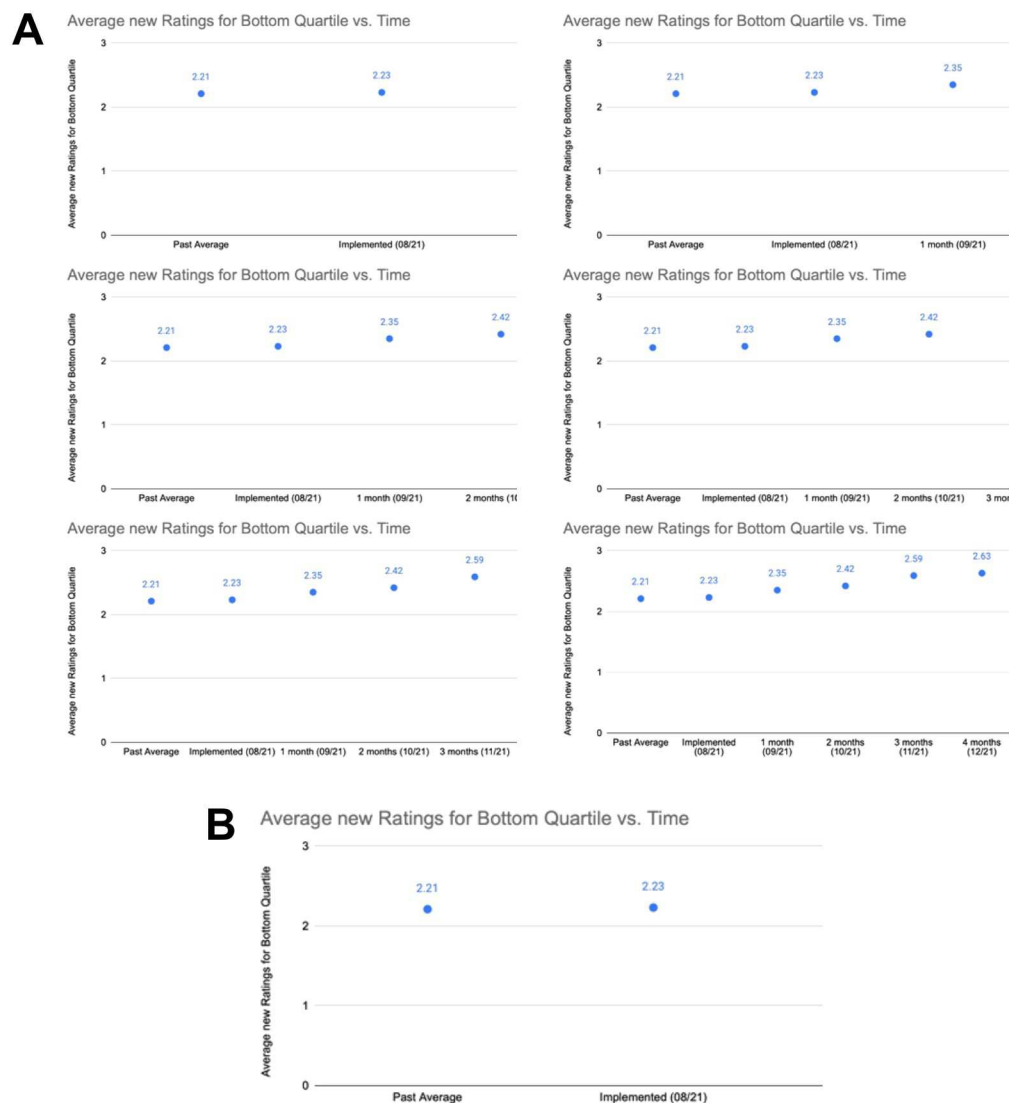 A
Average new Ratings for Bottom Quartile vs. Time
Average new Ratings for Bottom Quartile
3
2
1
0
2.21
2.23
Past Average
Implemented (08/21)
Average new Ratings for Bottom Quartile vs. Time
Average new Ratings for Bottom Quartile
3
2
1
0
2.21
2.23
2.35
Past Average
Implemented (08/21)
1 month (09/21)
Average new Ratings for Bottom Quartile vs. Time
Average new Ratings for Bottom Quartile
3
2
1
0
2.21
2.23
2.35
2.42
Past Average
Implemented (08/21)
1 month (09/21)
2 months (10
Average new Ratings for Bottom Quartile vs. Time
Average new Ratings for Bottom Quartile
3
2
1
0
2.21
2.23
2.35
2.42
Past Average
Implemented (08/21)
1 month (09/21)
2 months (10/21)
3 mo
Average new Ratings for Bottom Quartile vs. Time
Average new Ratings for Bottom Quartile
3
2
1
0
2.21
2.23
2.35
2.42
2.59
Past Average
Implemented (08/21)
1 month (09/21)
2 months (10/21)
3 months (11/21)
Average new Ratings for Bottom Quartile vs. Time
Average new Ratings for Bottom Quartile
3
2
1
0
2.21
2.23
2.35
2.42
2.59
2.63
Past Average
Implemented
(08/21)
1 month
(09/21)
2 months
(10/21)
3 months
(11/21)
4 months
(12/21)
B
Average new Ratings for Bottom Quartile vs. Time
Average new Ratings for Bottom Quartile
3
2
1
0
2.21
2.23
Past Average
Implemented (08/21)